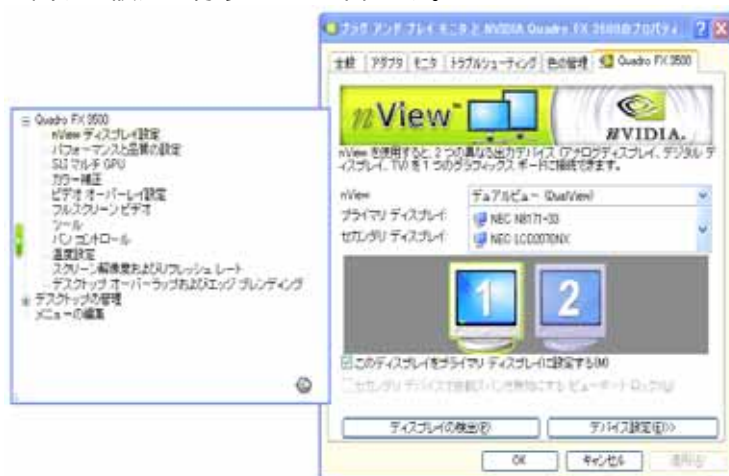 プラグ アンド プレイ モニタ と NVIDIA Quadro FX 3500のプロパティ
全般
アダプタ
モニタ
トラブルシューティング
色の管理
Quadro FX 3500
nView™
NVIDIA.
nView を使用すると、2 つの異なる出力デバイス (アナログディスプレイ、デジタル デ
ィスプレイ、TV) を 1 つのグラフィックス ボードに接続できます。
nView
デュアルビュー (DualView)
プライマリ ディスプレイ
NEC N8171-33
セカンダリ ディスプレイ
NEC LCD2070NX
1
2
このディスプレイをプライマリ ディスプレイに設定する(M)
ディスプレイの検出(P)
デバイス設定(E)>>
OK
キャンセル
Quadro FX 3500
nView ディスプレイ設定
パフォーマンスと品質の設定
SLI マルチ GPU
カラー補正
ビデオ オーバーレイ設定
フルスクリーンビデオ
ツール
パン コントロール
温度設定
スクリーン解像度およびリフレッシュ レート
デスクトップ オーバーラップおよびエッジ ブレンディング
デスクトップの管理
メニューの編集